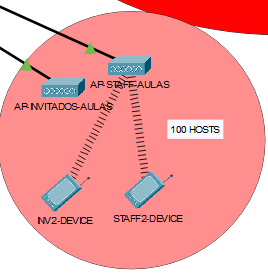 AP-STAFF-AULAS
AP-INVITADOS-AULAS
100 HOSTS
INV2-DEVICE
STAFF2-DEVICE